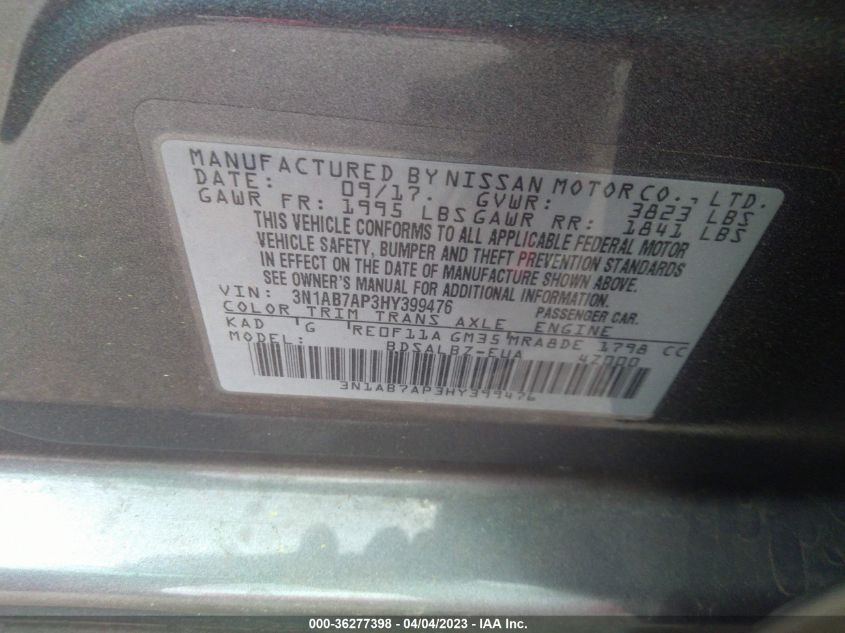 MANUFACTURED BY NISSAN MOTOR CO., LTD.
DATE: 09/17. GVWR: 3823 LBS
GAWR FR: 1995 LBS GAWR RR: 1841 LBS
THIS VEHICLE CONFORMS TO ALL APPLICABLE FEDERAL MOTOR
VEHICLE SAFETY, BUMPER AND THEFT PREVENTION STANDARDS
IN EFFECT ON THE DATE OF MANUFACTURE SHOWN ABOVE.
SEE OWNER'S MANUAL FOR ADDITIONAL INFORMATION.
VIN: 3N1AB7AP3HY399476 PASSENGER CAR.
COLOR TRIM TRANS AXLE ENGINE
KAD G RE0F11A GM35 MRA8DE 1798 CC
MODEL: BDSALBZ-EUA 42000
3N1AB7AP3HY399476
000-36277398 - 04/04/2023 - IAA Inc.